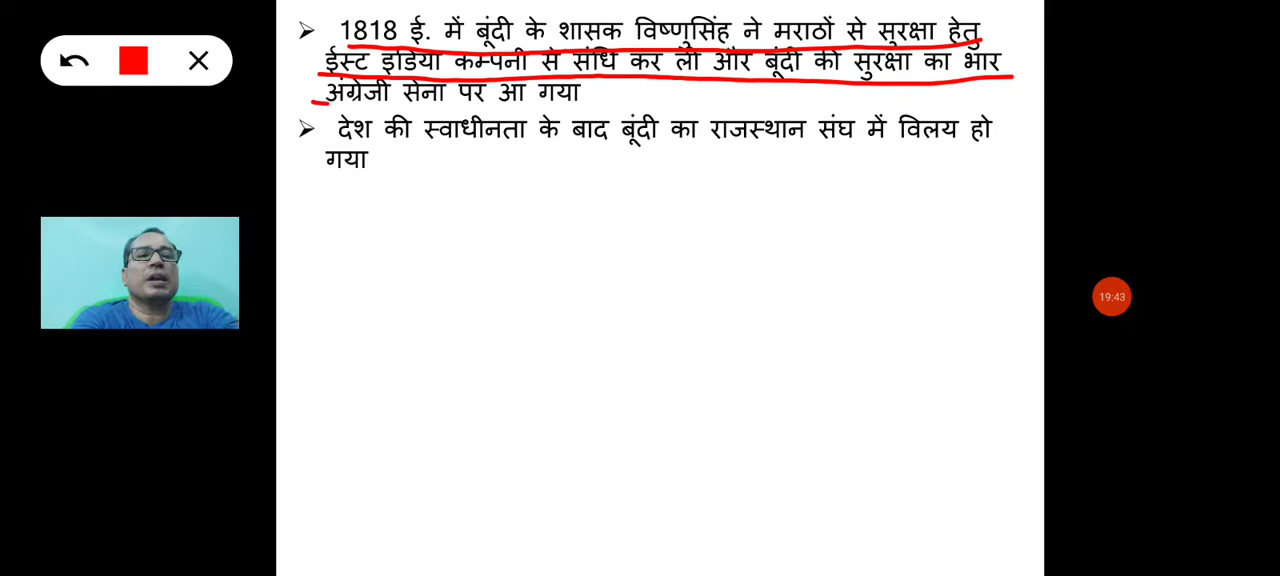 ➢ 1818 ई. में बूंदी के शासक विष्णुसिंह ने मराठों से सुरक्षा हेतु
ईस्ट इंडिया कम्पनी से संधि कर ली और बूंदी की सुरक्षा का भार
अंग्रेजी सेना पर आ गया
➢ देश की स्वाधीनता के बाद बूंदी का राजस्थान संघ में विलय हो
गया
19:43